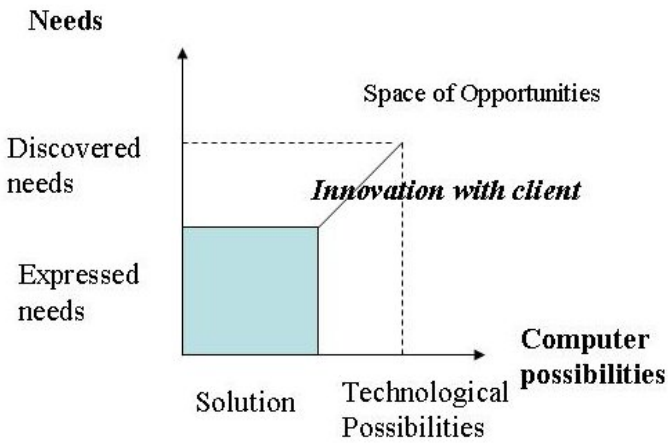 Needs
Space of Opportunities
Discovered
needs
Innovation with client
Expressed
needs
Computer
possibilities
Solution
Technological
Possibilities